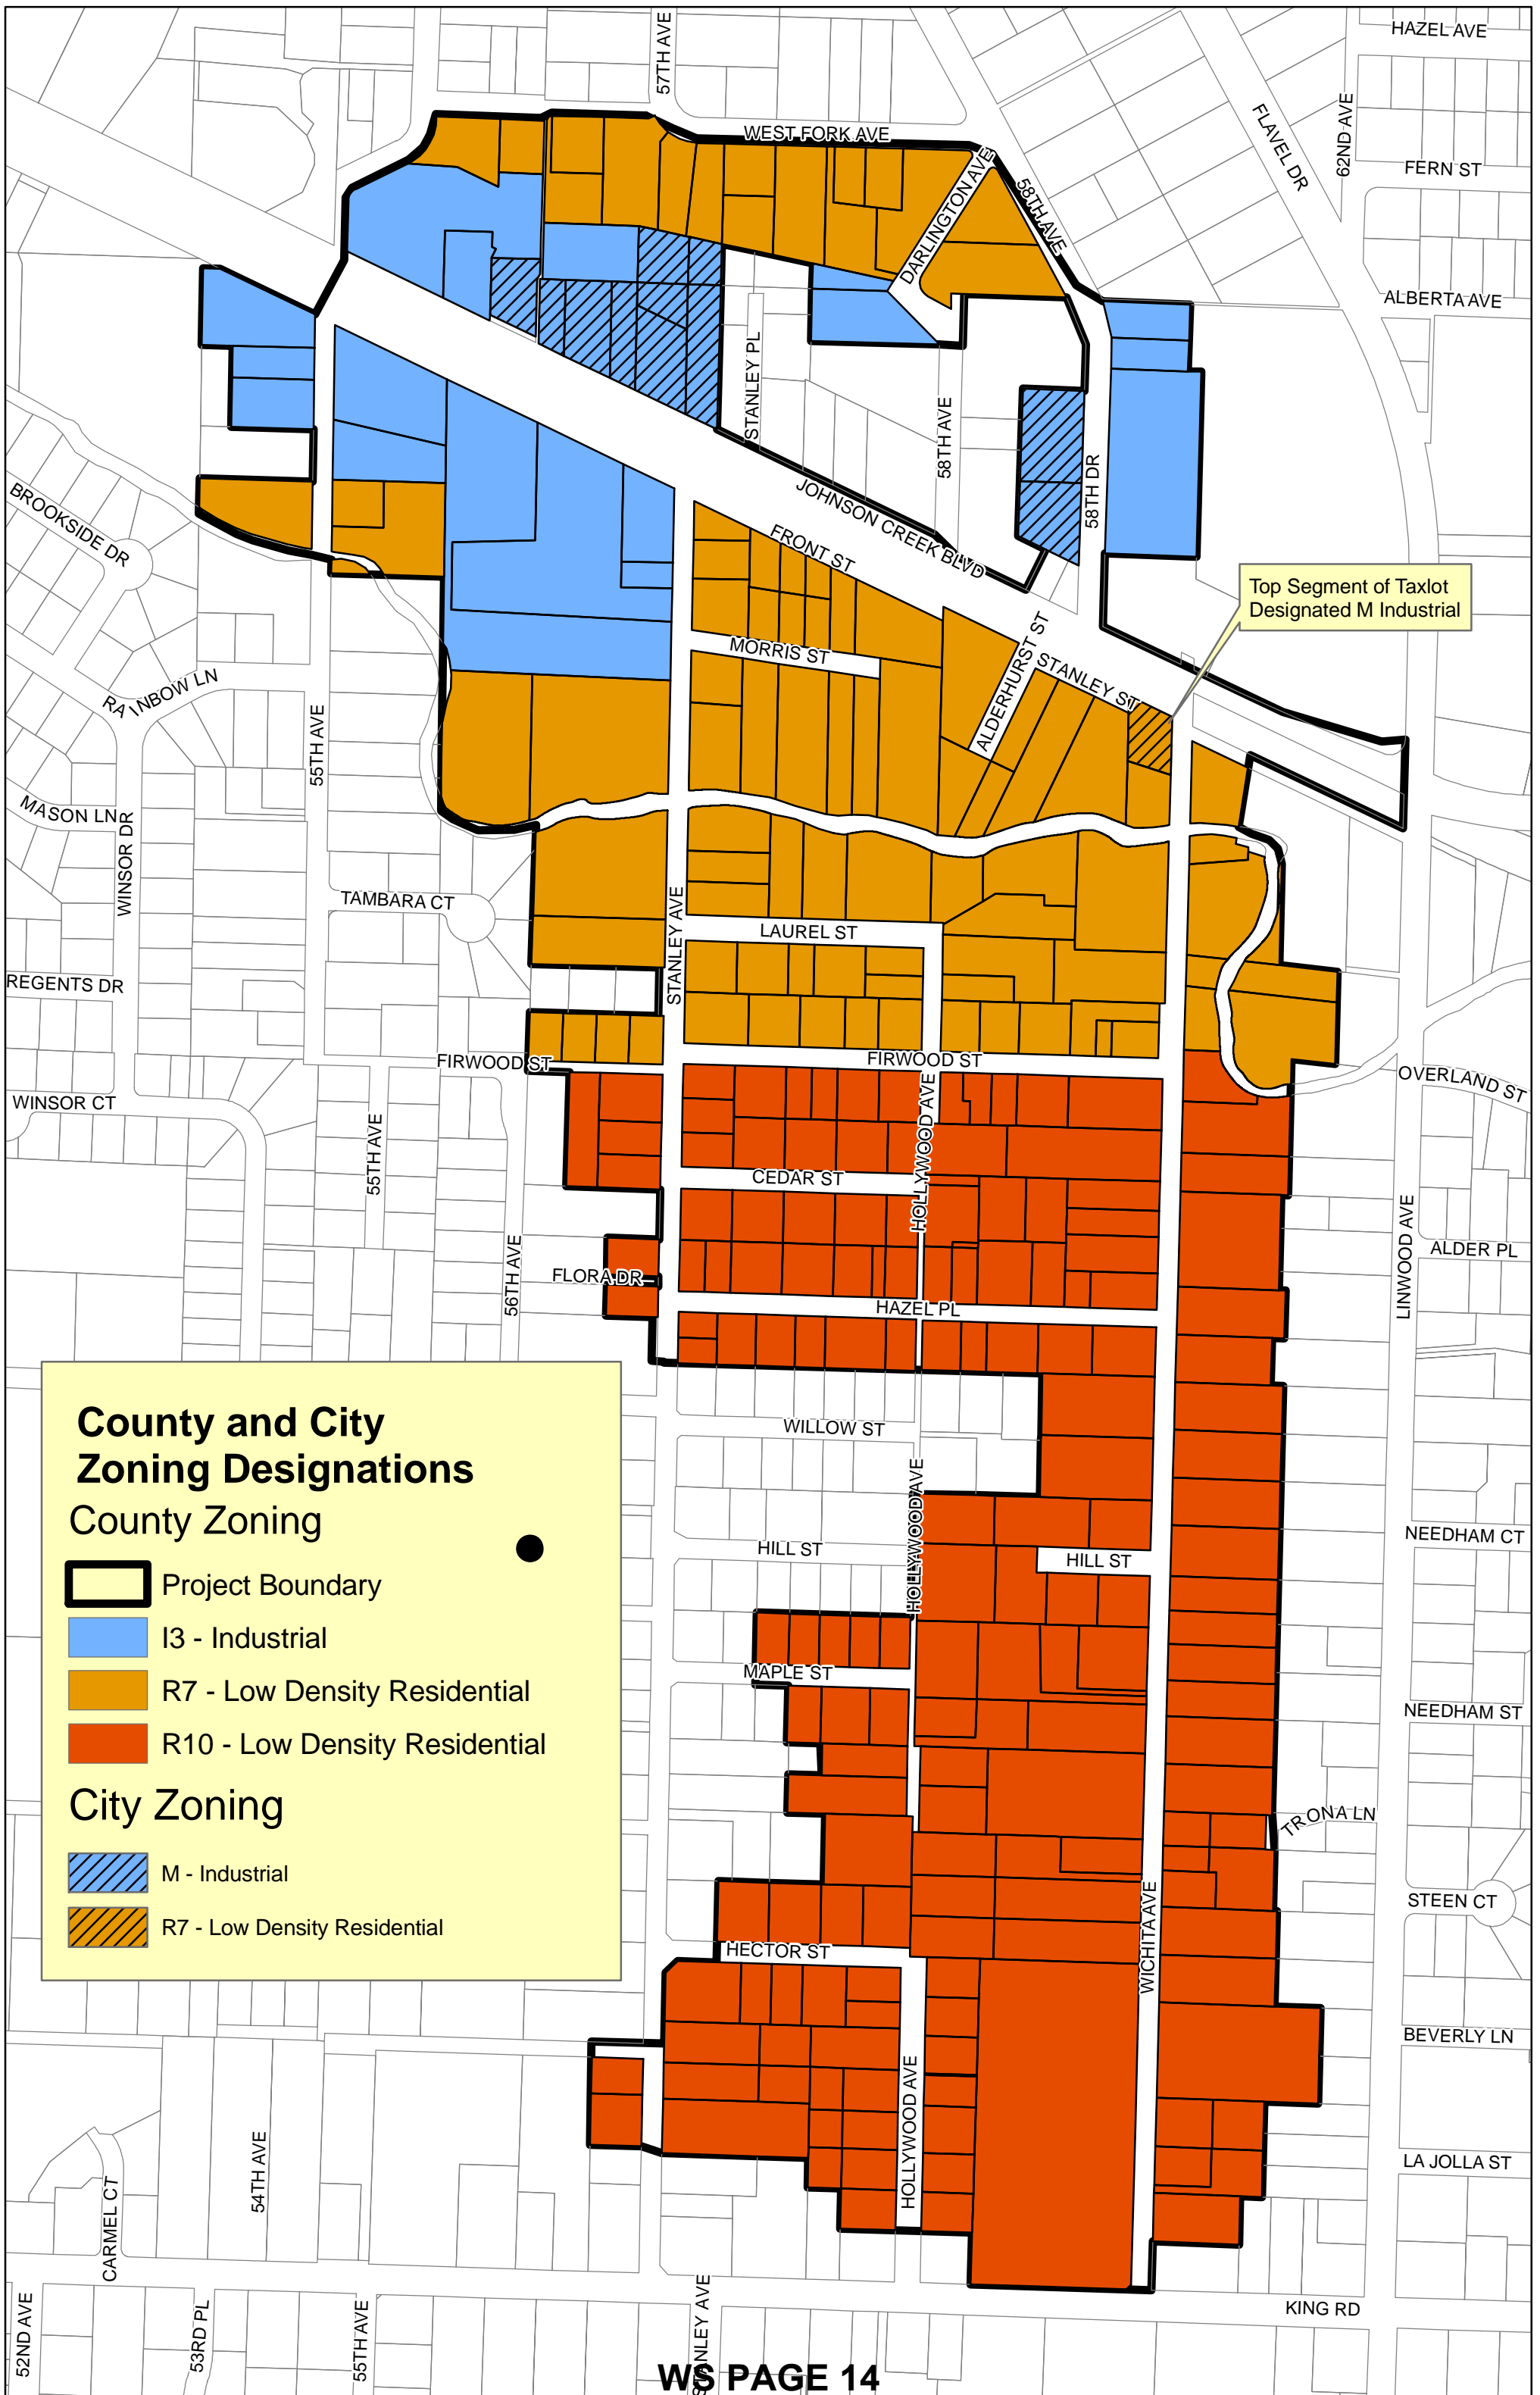 HAZEL AVE
57TH AVE
WEST FORK AVE
FLAVEL DR
62ND AVE
FERN ST
58TH AVE
DARLINGTON AVE
ALBERTA AVE
STANLEY PL
58TH AVE
58TH DR
BROOKSIDE DR
JOHNSON CREEK BLVD
FRONT ST
Top Segment of Taxlot
Designated M Industrial
MORRIS ST
ALDERHURST ST
STANLEY ST
RAINBOW LN
55TH AVE
MASON LN
WINSOR DR
TAMBARA CT
STANLEY AVE
LAUREL ST
REGENTS DR
FIRWOOD ST
FIRWOOD ST
OVERLAND ST
WINSOR CT
55TH AVE
HOLLYWOOD AVE
CEDAR ST
LINWOOD AVE
ALDER PL
56TH AVE
FLORA DR
HAZEL PL
County and City
Zoning Designations
County Zoning
Project Boundary
I3 - Industrial
R7 - Low Density Residential
R10 - Low Density Residential
City Zoning
M - Industrial
R7 - Low Density Residential
WILLOW ST
HOLLYWOOD AVE
NEEDHAM CT
HILL ST
HILL ST
MAPLE ST
NEEDHAM ST
TRONA LN
WICHITA AVE
STEEN CT
HECTOR ST
BEVERLY LN
HOLLYWOOD AVE
LA JOLLA ST
54TH AVE
CARMEL CT
KING RD
52ND AVE
53RD PL
55TH AVE
STANLEY AVE
WS PAGE 14